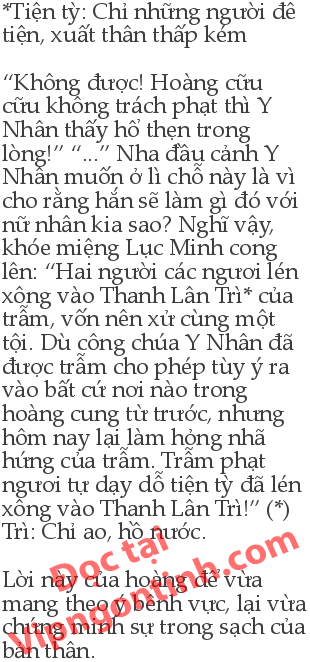 *Tiện tỳ: Chỉ những người đê
tiện, xuất thân thấp kém
“Không được! Hoàng cữu
cữu không trách phạt thì Y
Nhân thấy hổ thẹn trong
lòng!” “...” Nha đầu cảnh Y
Nhân muốn ở lì chỗ này là vì
cho rằng hắn sẽ làm gì đó với
nữ nhân kia sao? Nghĩ vậy,
khóe miệng Lục Minh cong
lên: “Hai người các ngươi lén
xông vào Thanh Lân Trì* của
trẫm, vốn nên xử cùng một
tội. Dù công chúa Y Nhân đã
được trẫm cho phép tùy ý ra
vào bất cứ nơi nào trong
hoàng cung từ trước, nhưng
hôm nay lại làm hỏng nhã
hứng của trẫm. Trẫm phạt
ngươi tự dạy dỗ tiện tỳ đã lén
xông vào Thanh Lân Trì!” (*)
Trì: Chỉ ao, hồ nước.
Lời này của hoàng đế vừa
mang theo ý bênh vực, lại vừa
chứng minh sự trong sạch của
bản thân.
Đọc tại
Vipngontinh.com